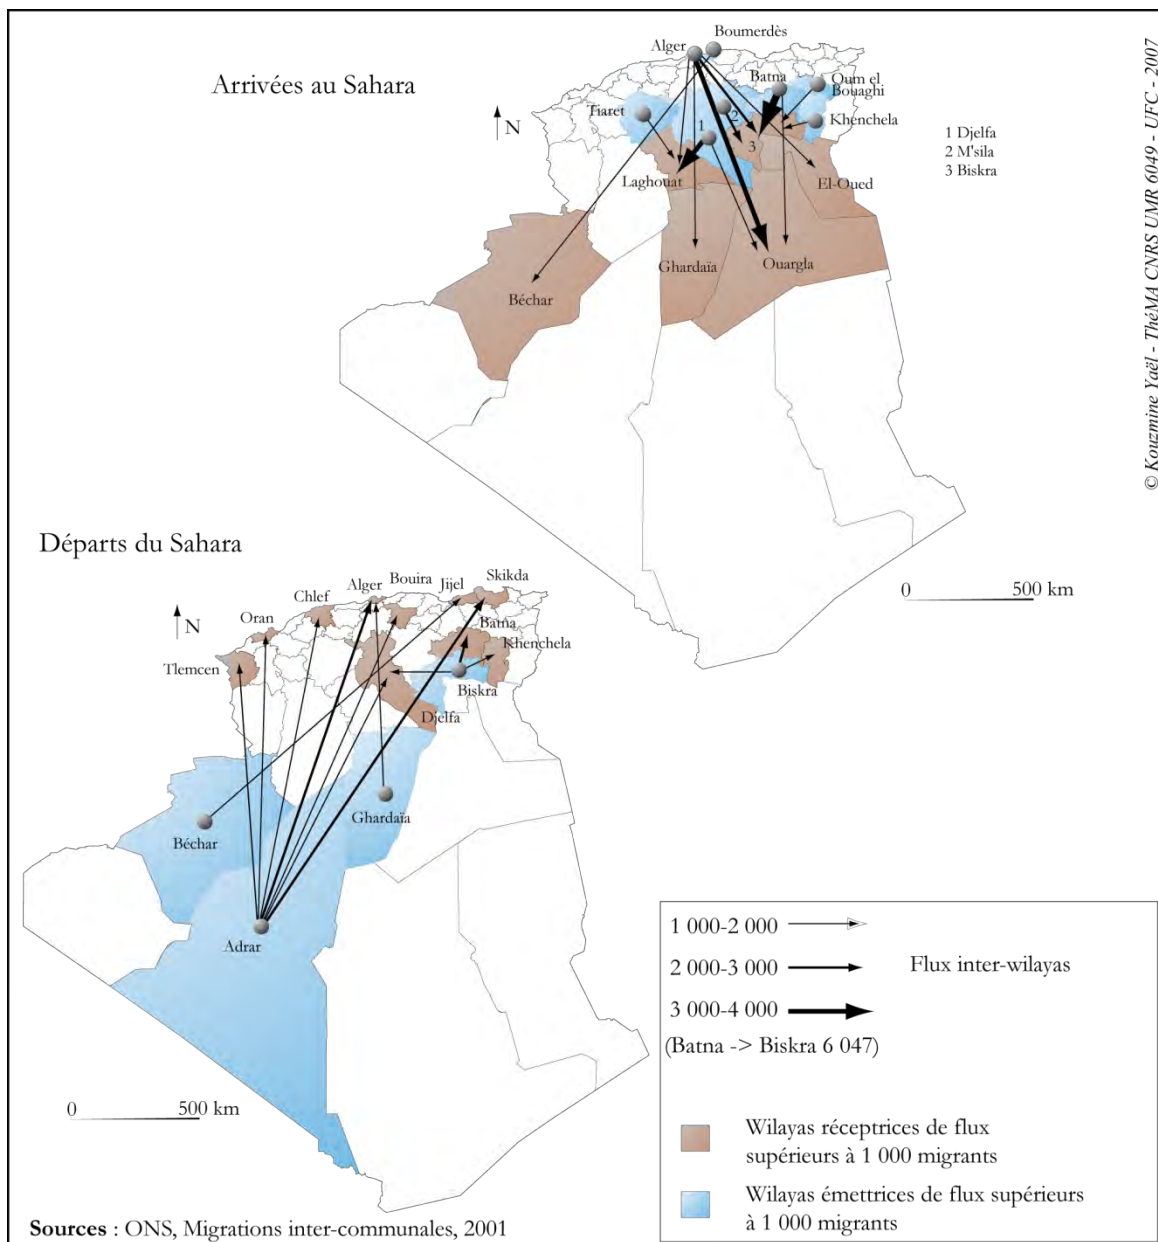 Arrivées au Sahara
N
Alger
Boumerdès
Batna
Oum el
Bouaghi
Tiaret
Khenchela
1
2
3
1 Djelfa
2 M'sila
3 Biskra
Laghouat
El-Oued
Ghardaïa
Ouargla
Béchar
0 500 km
© Kouzmine Yaël - ThéMA CNRS UMR 6049 - UFC - 2007
Départs du Sahara
N
Alger
Bouira
Jijel
Skikda
Chlef
Oran
Batna
Khenchela
Tlemcen
Biskra
Djelfa
Ghardaïa
Béchar
Adrar
0 500 km
1 000-2 000
2 000-3 000
Flux inter-wilayas
3 000-4 000
(Batna -> Biskra 6 047)
Wilayas réceptrices de flux
supérieurs à 1 000 migrants
Wilayas émettrices de flux supérieurs
à 1 000 migrants
Sources : ONS, Migrations inter-communales, 2001